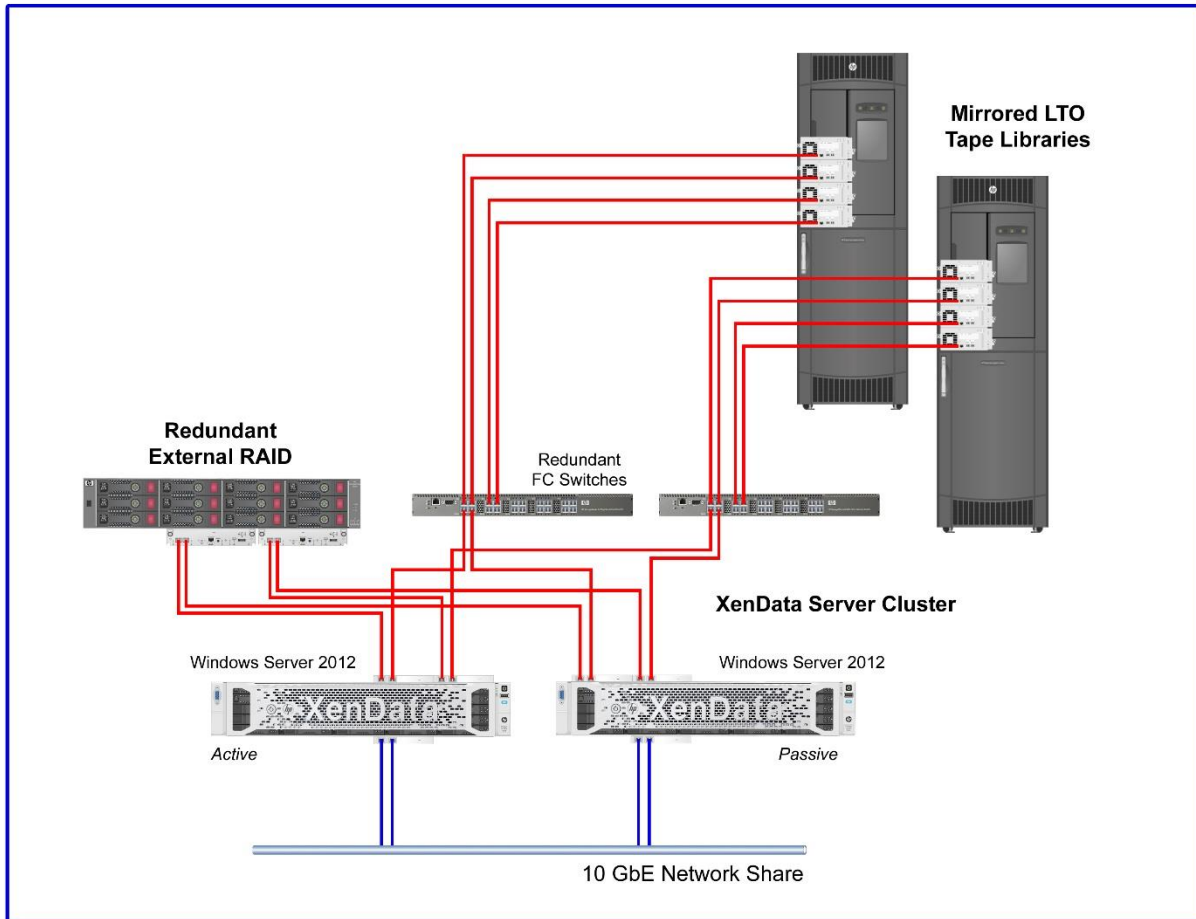 Mirrored LTO
Tape Libraries
Redundant
External RAID
Redundant
FC Switches
XenData Server Cluster
Windows Server 2012
Windows Server 2012
XenData
XenData
Active
Passive
10 GbE Network Share